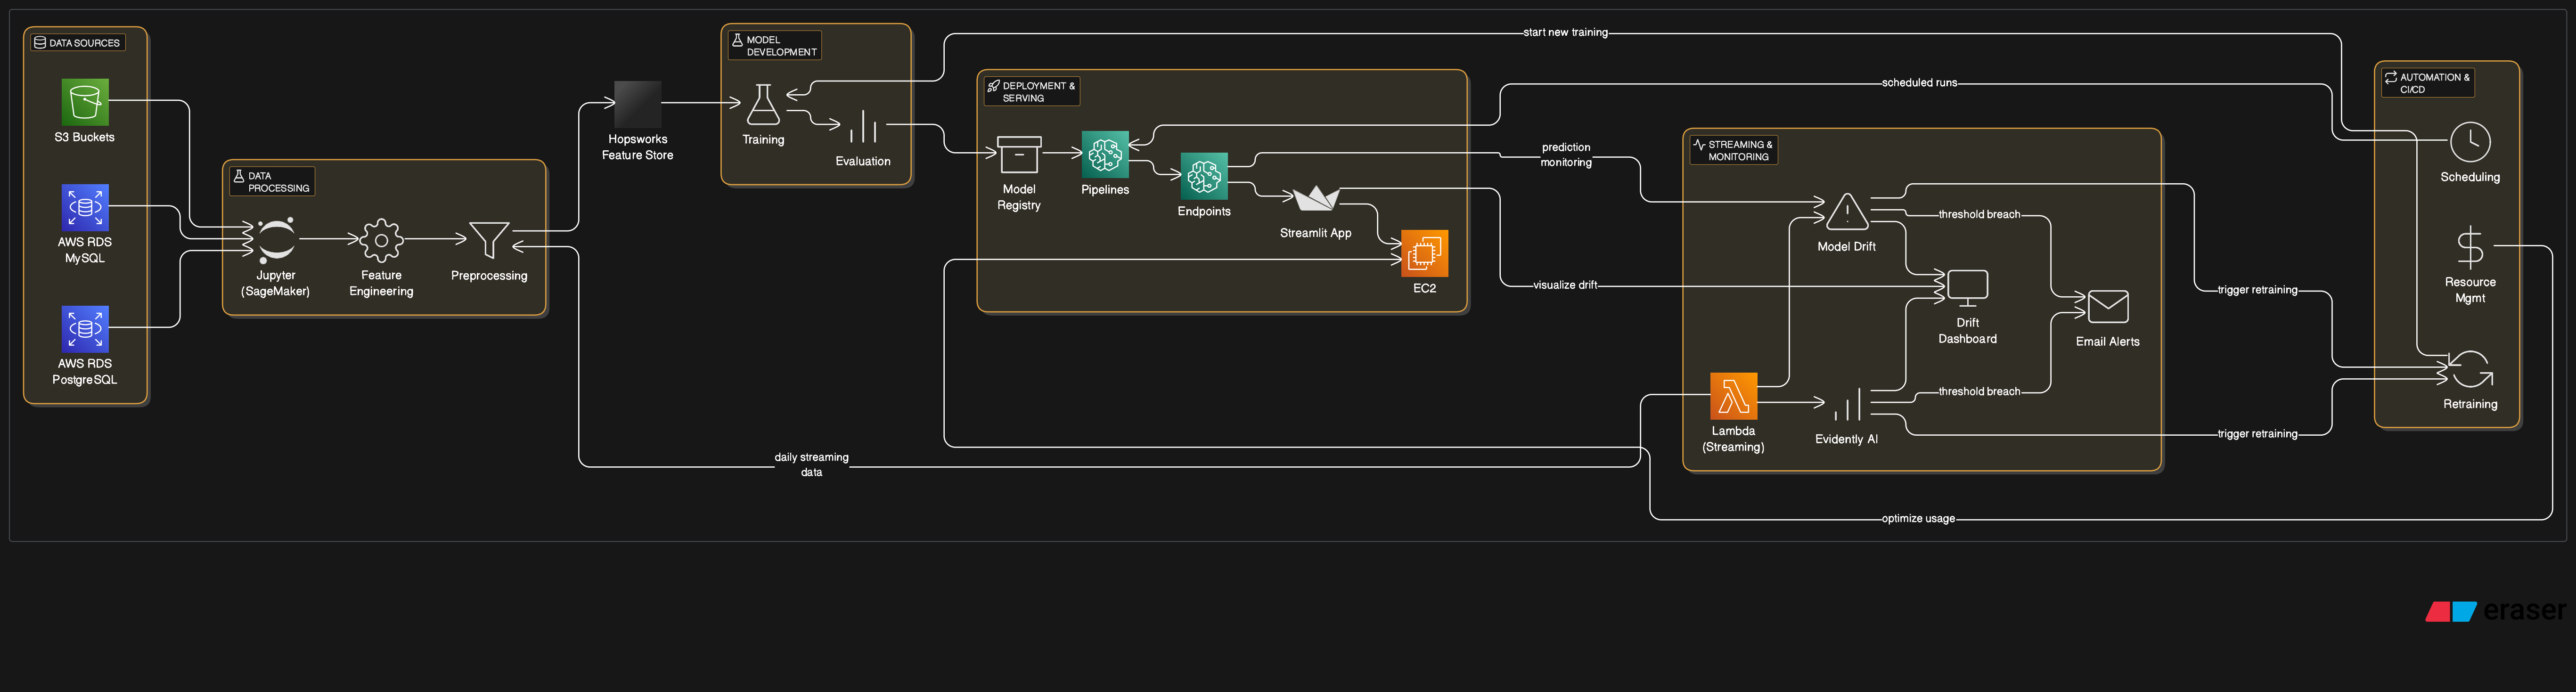 DATA SOURCES
S3 Buckets
AWS RDS
MySQL
AWS RDS
PostgreSQL
DATA
PROCESSING
Jupyter
(SageMaker)
Feature
Engineering
Preprocessing
Hopsworks
Feature Store
MODEL
DEVELOPMENT
Training
Evaluation
DEPLOYMENT &
SERVING
Model
Registry
Pipelines
Endpoints
Streamlit App
EC2
start new training
scheduled runs
prediction
monitoring
visualize drift
daily streaming
data
STREAMING &
MONITORING
Model Drift
threshold breach
Drift
Dashboard
Email Alerts
Lambda
(Streaming)
Evidently AI
threshold breach
trigger retraining
trigger retraining
optimize usage
AUTOMATION &
CI/CD
Scheduling
Resource
Mgmt
Retraining
eraser